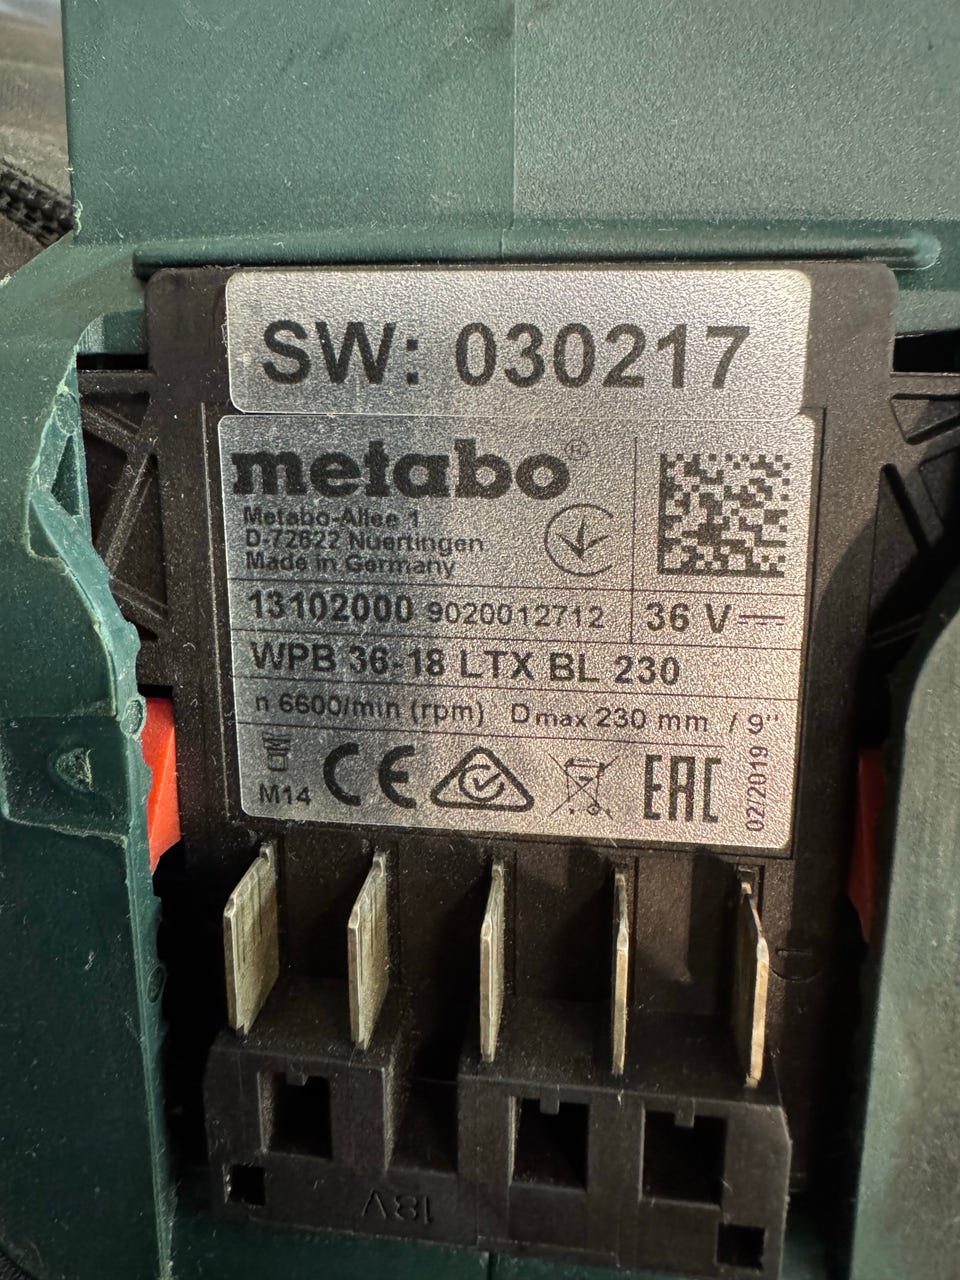 SW: 030217
metabo®
Metabo-Allee 1
D-72622 Nuertingen
Made in Germany
13102000 9020012712
36 V
WPB 36-18 LTX BL 230
n 6600/min (rpm) Dmax 230 mm / 9"
M14
CE
EAC
02/2019
18V